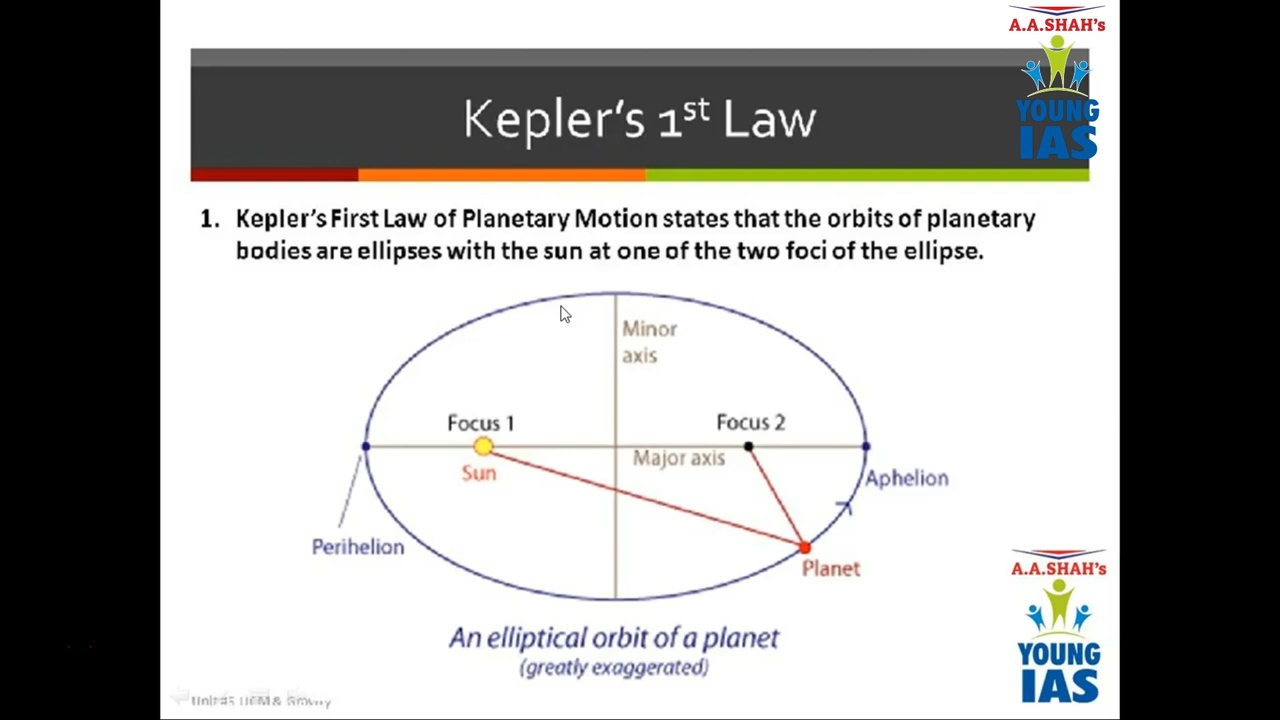 A.A.SHAH's
YOUNG
IAS
Kepler's 1st Law
1. Kepler's First Law of Planetary Motion states that the orbits of planetary
bodies are ellipses with the sun at one of the two foci of the ellipse.
Minor
axis
Focus 1
Focus 2
Major axis
Sun
Aphelion
Perihelion
Planet
An elliptical orbit of a planet
(greatly exaggerated)
A.A.SHAH's
YOUNG
IAS
& Gravity